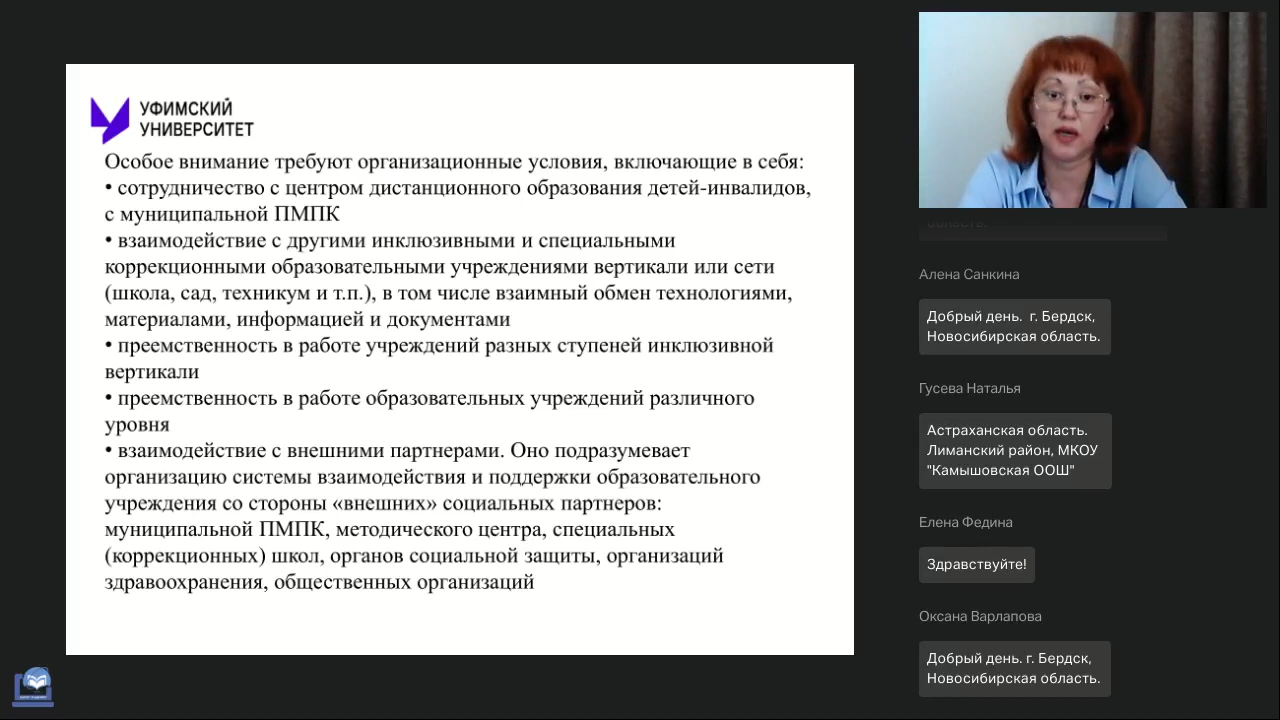 УФИМСКИЙ
УНИВЕРСИТЕТ
Особое внимание требуют организационные условия, включающие в себя:
• сотрудничество с центром дистанционного образования детей-инвалидов,
с муниципальной ПМПК
• взаимодействие с другими инклюзивными и специальными
коррекционными образовательными учреждениями вертикали или сети
(школа, сад, техникум и т.п.), в том числе взаимный обмен технологиями,
материалами, информацией и документами
• преемственность в работе учреждений разных ступеней инклюзивной
вертикали
• преемственность в работе образовательных учреждений различного
уровня
• взаимодействие с внешними партнерами. Оно подразумевает
организацию системы взаимодействия и поддержки образовательного
учреждения со стороны «внешних» социальных партнеров:
муниципальной ПМПК, методического центра, специальных
(коррекционных) школ, органов социальной защиты, организаций
здравоохранения, общественных организаций
область.
Алена Санкина
Добрый день.  г. Бердск,
Новосибирская область.
Гусева Наталья
Астраханская область.
Лиманский район, МКОУ
"Камышовская ООШ"
Елена Федина
Здравствуйте!
Оксана Варлапова
Добрый день. г. Бердск,
Новосибирская область.